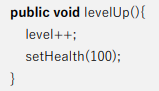 public void levelUp(){
    level++;
    setHealth(100);
}